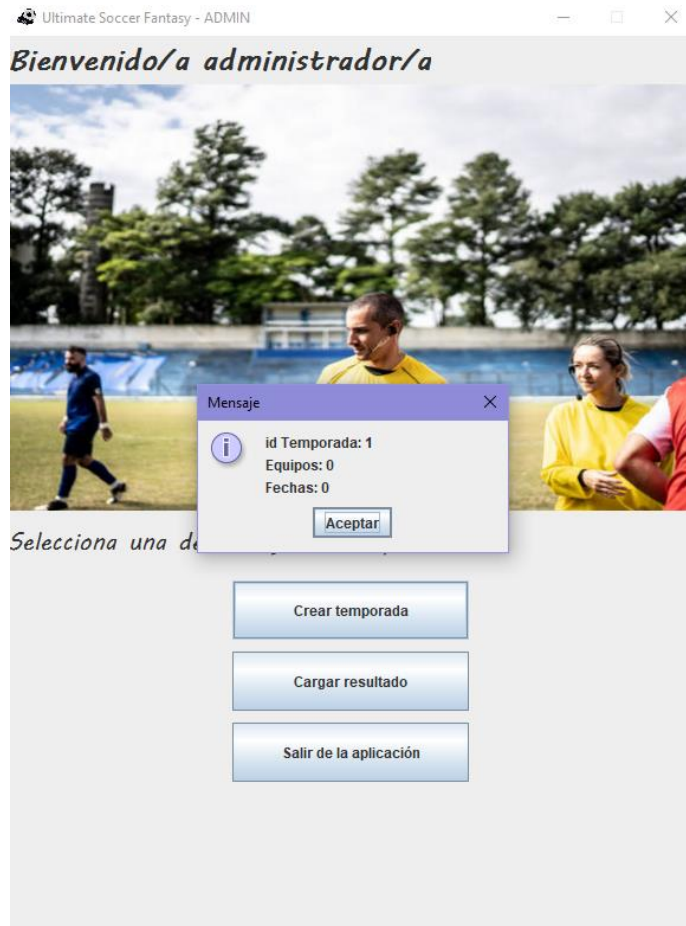 Ultimate Soccer Fantasy - ADMIN
Bienvenido/a administrador/a
Mensaje
id Temporada: 1
Equipos: 0
Fechas: 0
Aceptar
Selecciona una de
Crear temporada
Cargar resultado
Salir de la aplicación